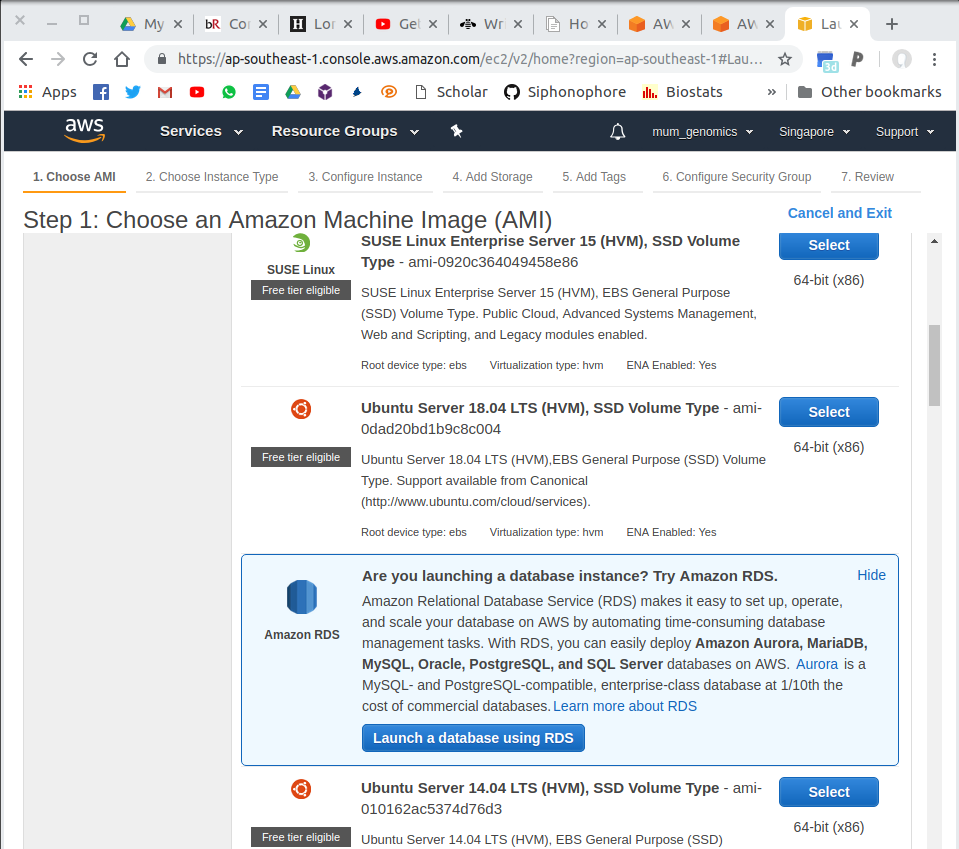 My
bR Cor
H Lor
Gel
Wri
Ho
AW
AW
Lau
https://ap-southeast-1.console.aws.amazon.com/ec2/v2/home?region=ap-southeast-1#Lau...
3d
P
Apps
Scholar
Siphonophore
Biostats
»
Other bookmarks
aws
Services
Resource Groups
mum_genomics
Singapore
Support
1. Choose AMI
2. Choose Instance Type
3. Configure Instance
4. Add Storage
5. Add Tags
6. Configure Security Group
7. Review
Step 1: Choose an Amazon Machine Image (AMI)
Cancel and Exit
SUSE Linux
Free tier eligible
SUSE Linux Enterprise Server 15 (HVM), SSD Volume
Type - ami-0920c364049458e86
SUSE Linux Enterprise Server 15 (HVM), EBS General Purpose
(SSD) Volume Type. Public Cloud, Advanced Systems Management,
Web and Scripting, and Legacy modules enabled.
Root device type: ebs Virtualization type: hvm ENA Enabled: Yes
Select
64-bit (x86)
Free tier eligible
Ubuntu Server 18.04 LTS (HVM), SSD Volume Type - ami-
0dad20bd1b9c8c004
Ubuntu Server 18.04 LTS (HVM),EBS General Purpose (SSD) Volume
Type. Support available from Canonical
(http://www.ubuntu.com/cloud/services).
Root device type: ebs Virtualization type: hvm ENA Enabled: Yes
Select
64-bit (x86)
Amazon RDS
Are you launching a database instance? Try Amazon RDS.
Hide
Amazon Relational Database Service (RDS) makes it easy to set up, operate,
and scale your database on AWS by automating time-consuming database
management tasks. With RDS, you can easily deploy Amazon Aurora, MariaDB,
MySQL, Oracle, PostgreSQL, and SQL Server databases on AWS. Aurora is a
MySQL- and PostgreSQL-compatible, enterprise-class database at 1/10th the
cost of commercial databases. Learn more about RDS
Launch a database using RDS
Free tier eligible
Ubuntu Server 14.04 LTS (HVM), SSD Volume Type - ami-
010162ac5374d76d3
Ubuntu Server 14.04 LTS (HVM), EBS General Purpose (SSD)
Select
64-bit (x86)